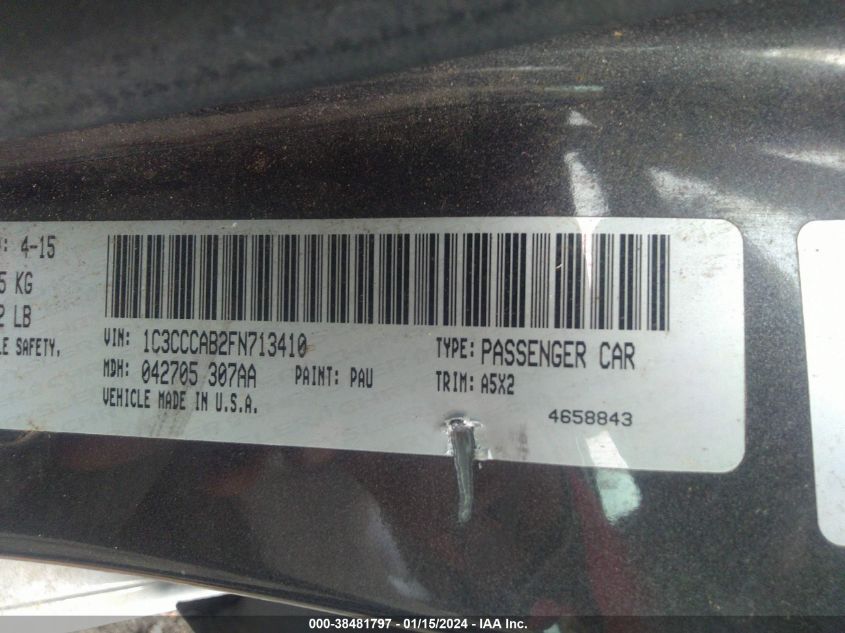 : 4-15
5 KG
2 LB
LE SAFETY.
VIN: 1C3CCCAB2FN713410
TYPE: PASSENGER CAR
MDH: 042705 307AA PAINT: PAU
TRIM: A5X2
VEHICLE MADE IN U.S.A.
4658843
000-38481797 - 01/15/2024 - IAA Inc.